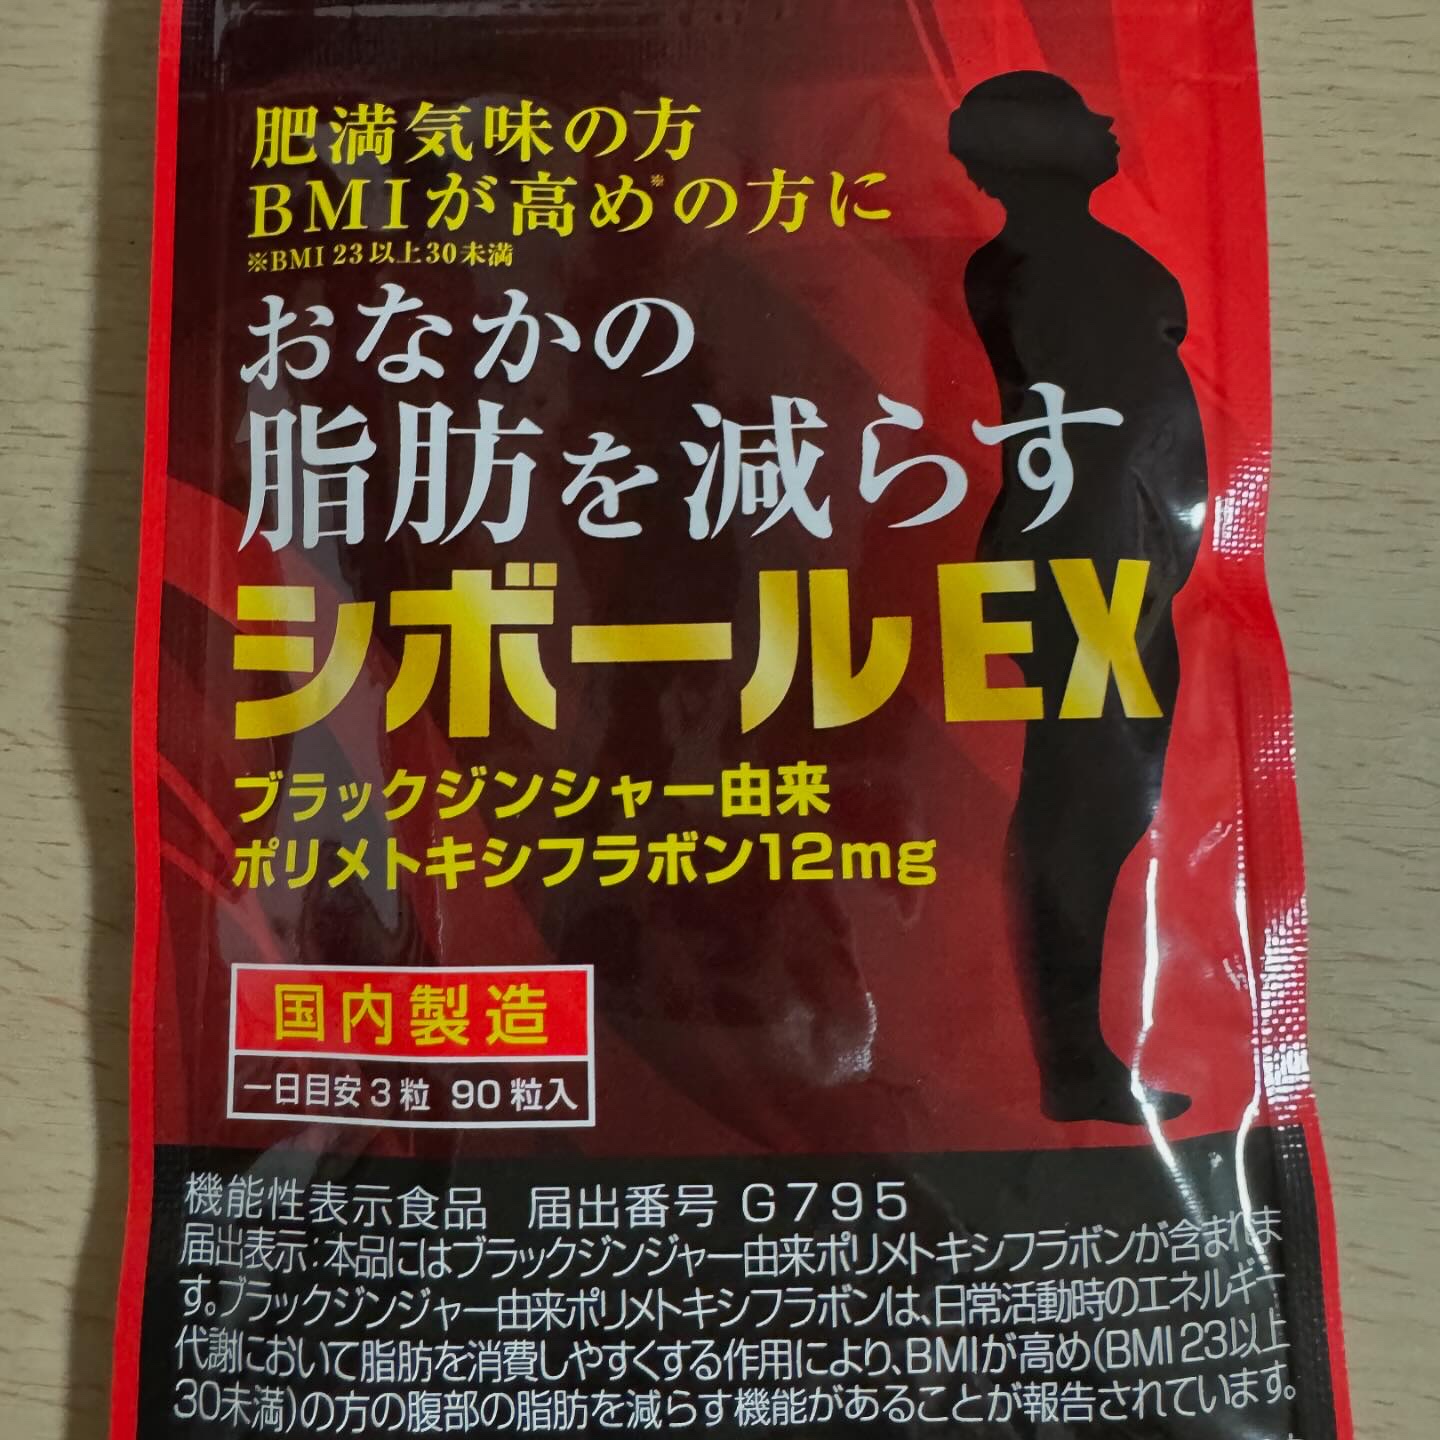 肥満気味の方
BMIが高め※の方に
※BMI 23以上30未満
おなかの
脂肪を減らす
シボールEX
ブラックジンジャー由来
ポリメトキシフラボン12mg
国内製造
一日目安3粒 90粒入
機能性表示食品 届出番号 G795
届出表示:本品にはブラックジンジャー由来ポリメトキシフラボンが含まれま
す。ブラックジンジャー由来ポリメトキシフラボンは、日常活動時のエネルギー
代謝において脂肪を消費しやすくする作用により、BMIが高め(BMI 23以上
30未満)の方の腹部の脂肪を減らす機能があることが報告されています。